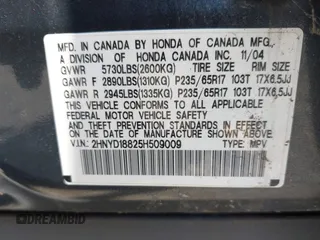 MFD. IN CANADA BY HONDA OF CANADA MFG.,
A DIVISION OF HONDA CANADA INC. 11/04
GVWR 5730LBS(2600KG) TIRE SIZE RIM SIZE
GAWR F 2890LBS(1310KG) P235/65R17 103T 17X6.5JJ
GAWR R 2945LBS(1335KG) P235/65R17 103T 17X6.5JJ
THIS VEHICLE CONFORMS TO ALL APPLICABLE
FEDERAL MOTOR VEHICLE SAFETY STANDARDS IN EFFECT
ON THE DATE OF MANUFACTURE SHOWN ABOVE.
V.I.N: 2HNYD18825H509009 TYPE: MPV
DREAMBID